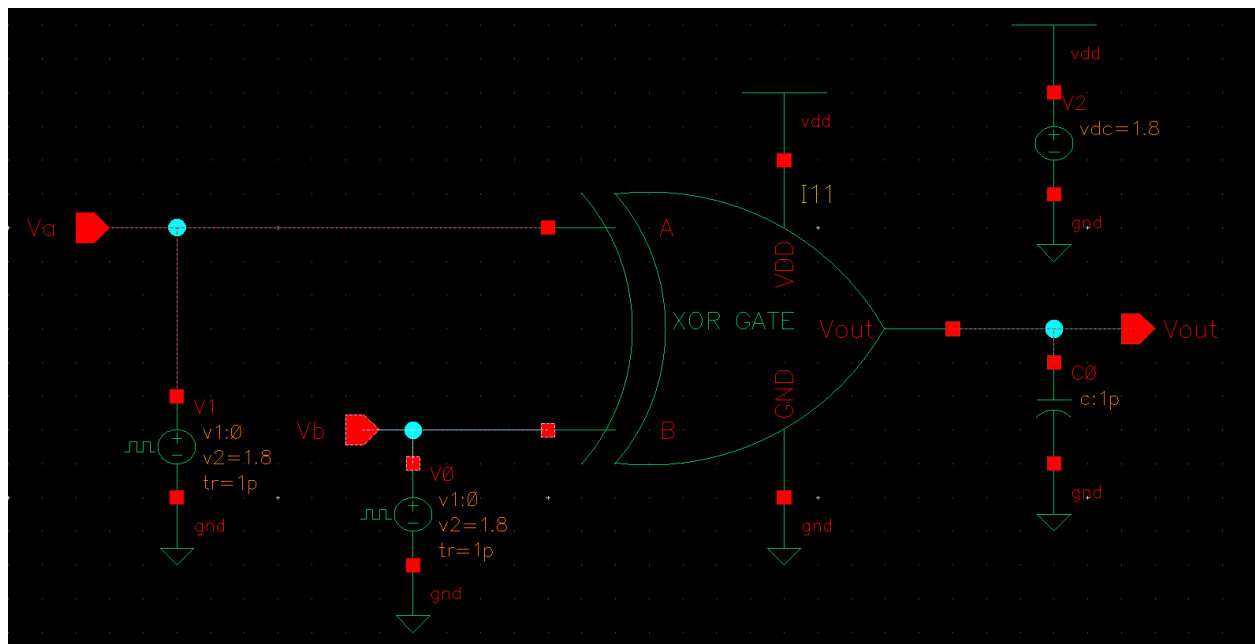 vdd
V2
vdc=1.8
gnd
vdd
I11
Va
A
VDD
XOR GATE
Vout
Vout
GND
B
C0
c:1p
gnd
V1
v1:0
v2=1.8
tr=1p
gnd
Vb
V0
v1:0
v2=1.8
tr=1p
gnd
gnd